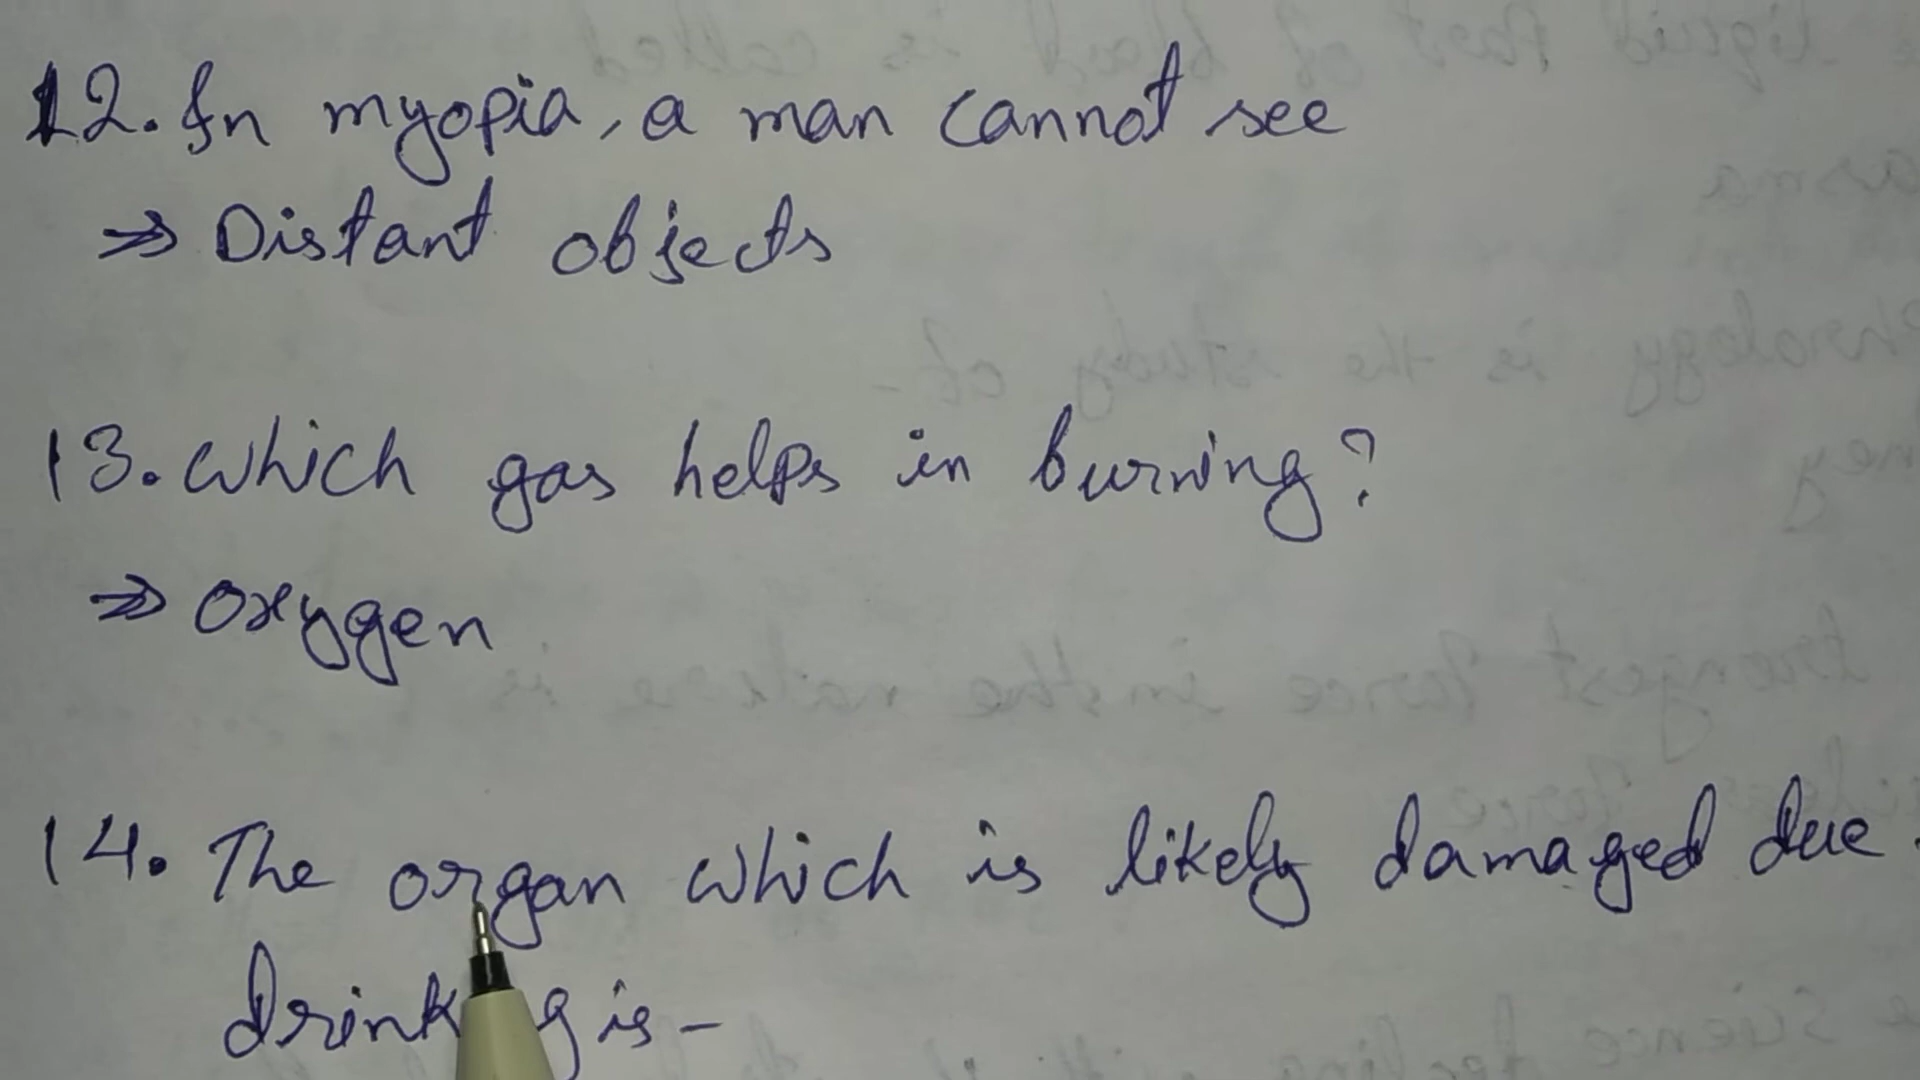 12. In myopia, a man cannot see
⇒ Distant objects
13. Which gas helps in burning?
⇒ Oxygen
14. The organ which is likely damaged due
drinking is -